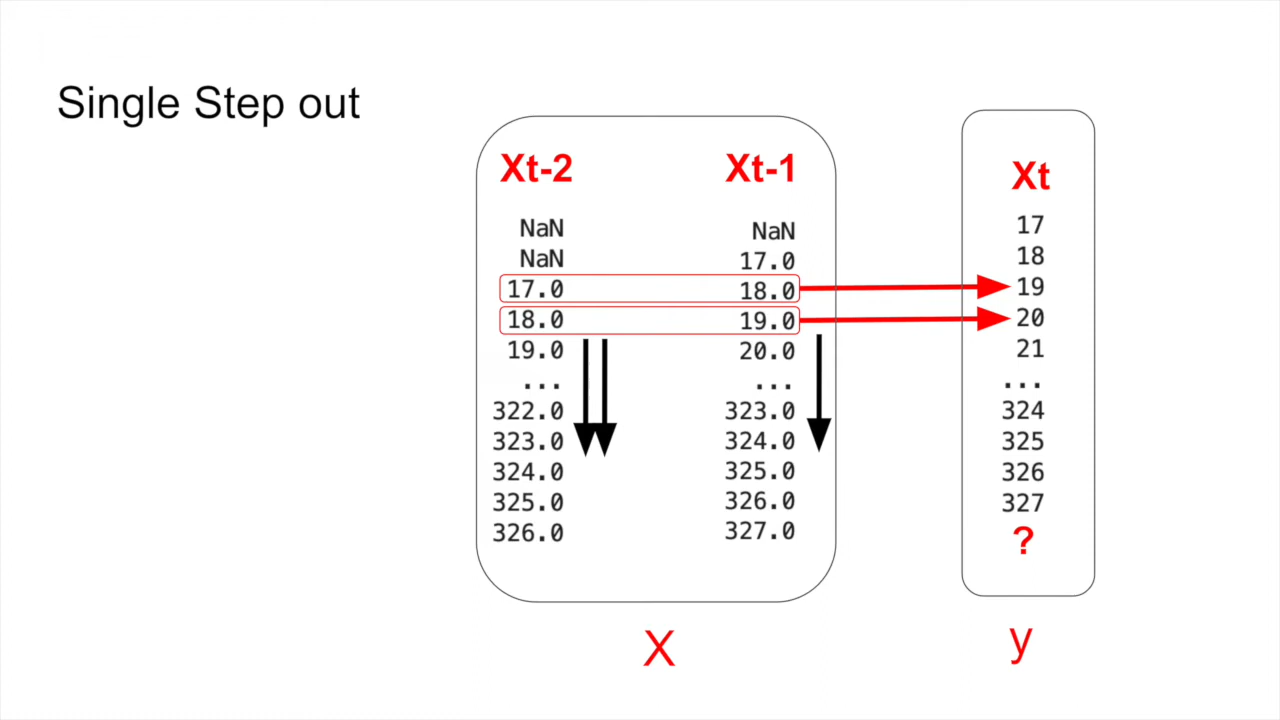 Single Step out
Xt-2 Xt-1 Xt
NaN NaN 17
NaN 17.0 18
17.0 18.0 19
18.0 19.0 20
19.0 20.0 21
... ... ...
322.0 323.0 324
323.0 324.0 325
324.0 325.0 326
325.0 326.0 327
326.0 327.0 ?
X y